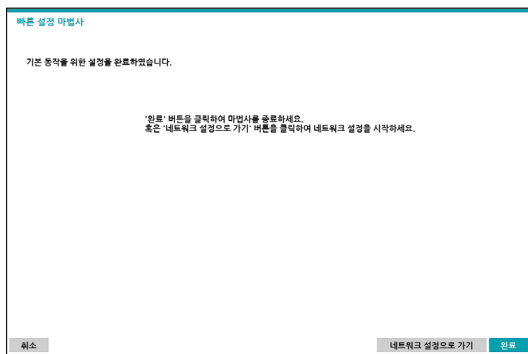 빠른 설정 마법사
기본 동작을 위한 설정을 완료하였습니다.
'완료' 버튼을 클릭하여 마법사를 종료하세요.
혹은 '네트워크 설정으로 가기' 버튼을 클릭하여 네트워크 설정을 시작하세요.
취소
네트워크 설정으로 가기
완료